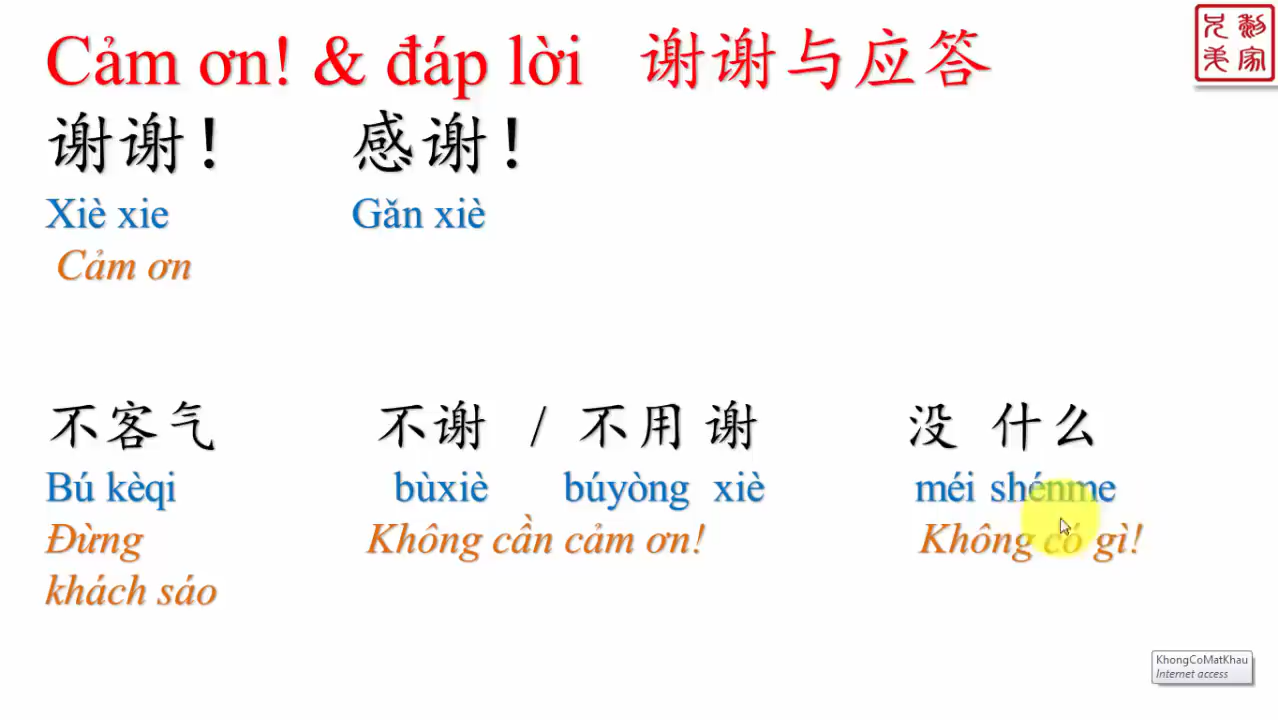 Cảm ơn! & đáp lời 谢谢与应答
谢谢! 感谢!
Xiè xie Gǎn xiè
Cảm ơn
不客气 不谢 / 不用 谢 没 什么
Bú kèqi bùxiè búyòng xiè méi shénme
Đừng Không cần cảm ơn! Không có gì!
khách sáo
KhongCoMatKhau
Internet access